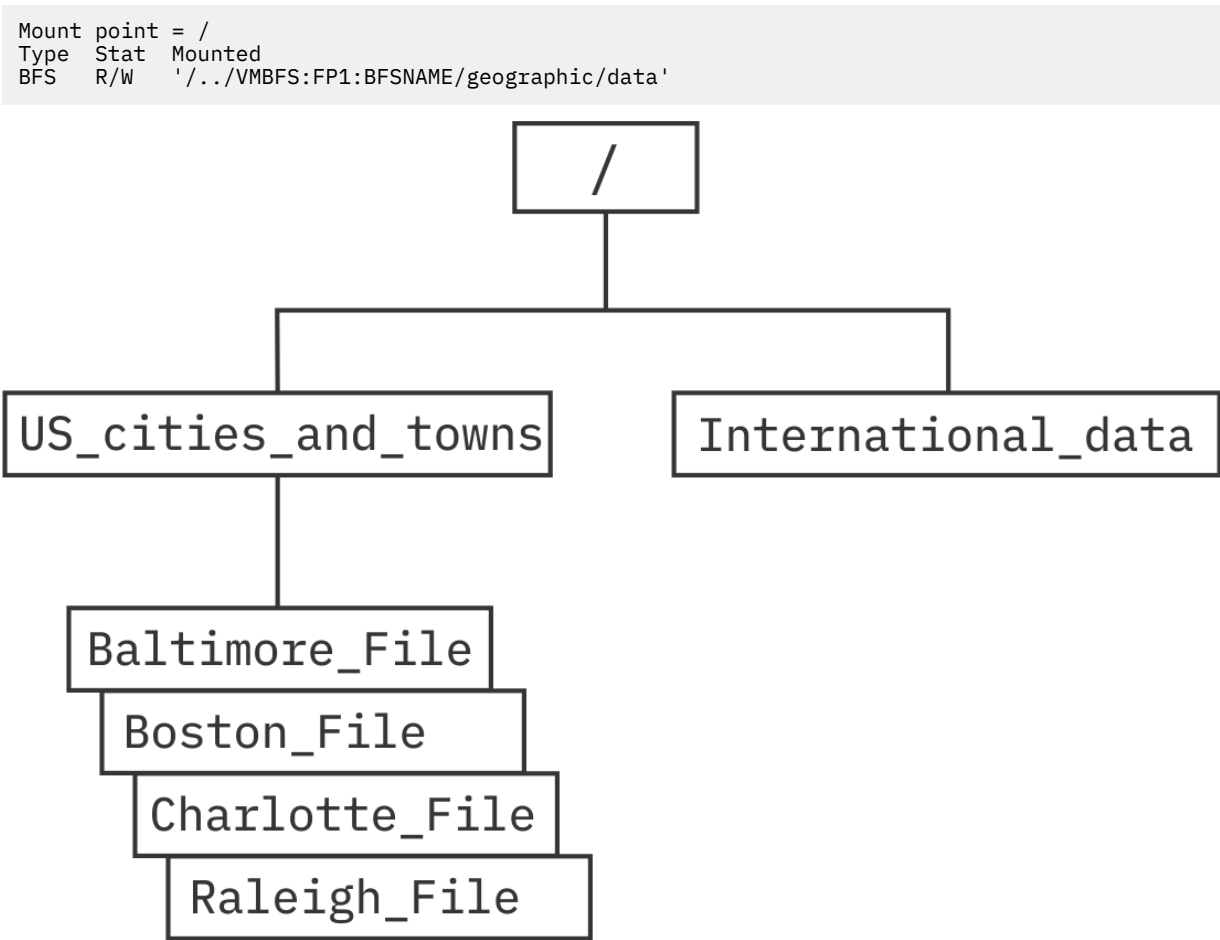 Mount point = /
Type  Stat  Mounted
BFS   R/W   '/../VMBFS:FP1:BFSNAME/geographic/data'
/
US_cities_and_towns
International_data
Baltimore_File
Boston_File
Charlotte_File
Raleigh_File